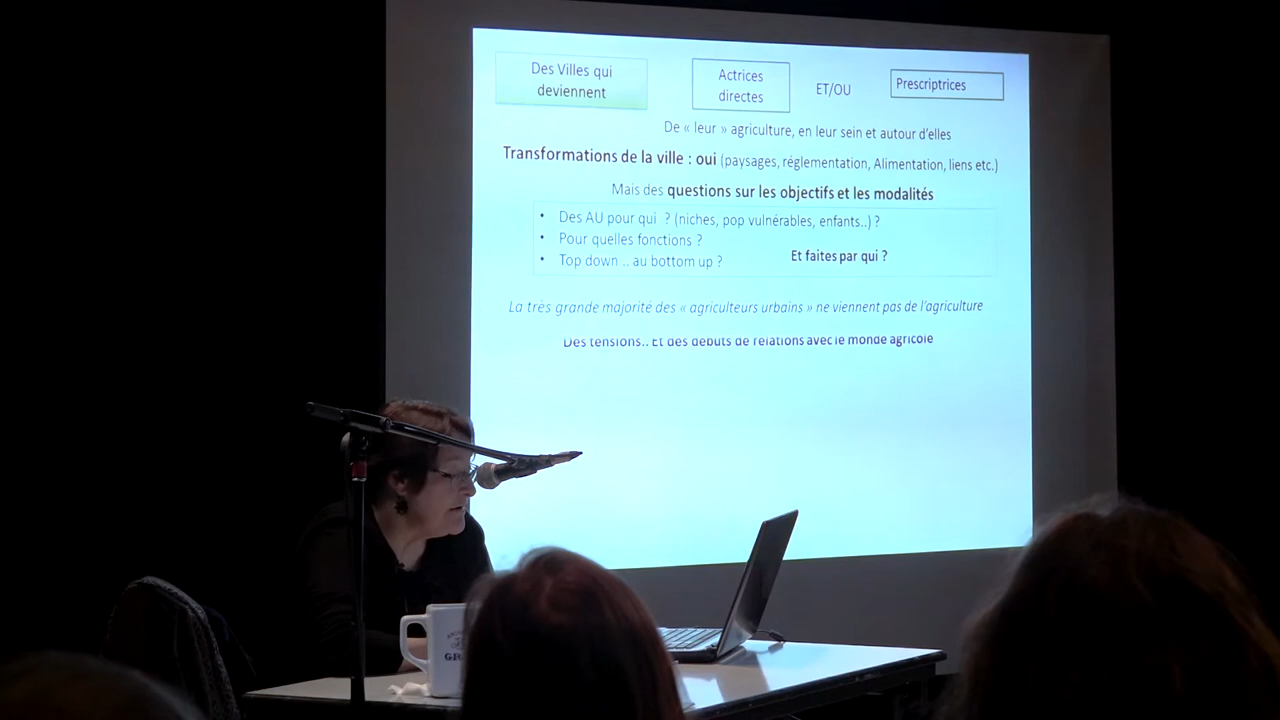 Des Villes qui
deviennent
Actrices
directes
ET/OU
Prescriptrices
De « leur » agriculture, en leur sein et autour d'elles
Transformations de la ville : oui (paysages, réglementation, Alimentation, liens etc.)
Mais des questions sur les objectifs et les modalités
• Des AU pour qui ? (niches, pop vulnérables, enfants..) ?
• Pour quelles fonctions ?
• Top down .. au bottom up ?
Et faites par qui ?
La très grande majorité des « agriculteurs urbains » ne viennent pas de l'agriculture
Des tensions.. Et des débuts de relations avec le monde agricole